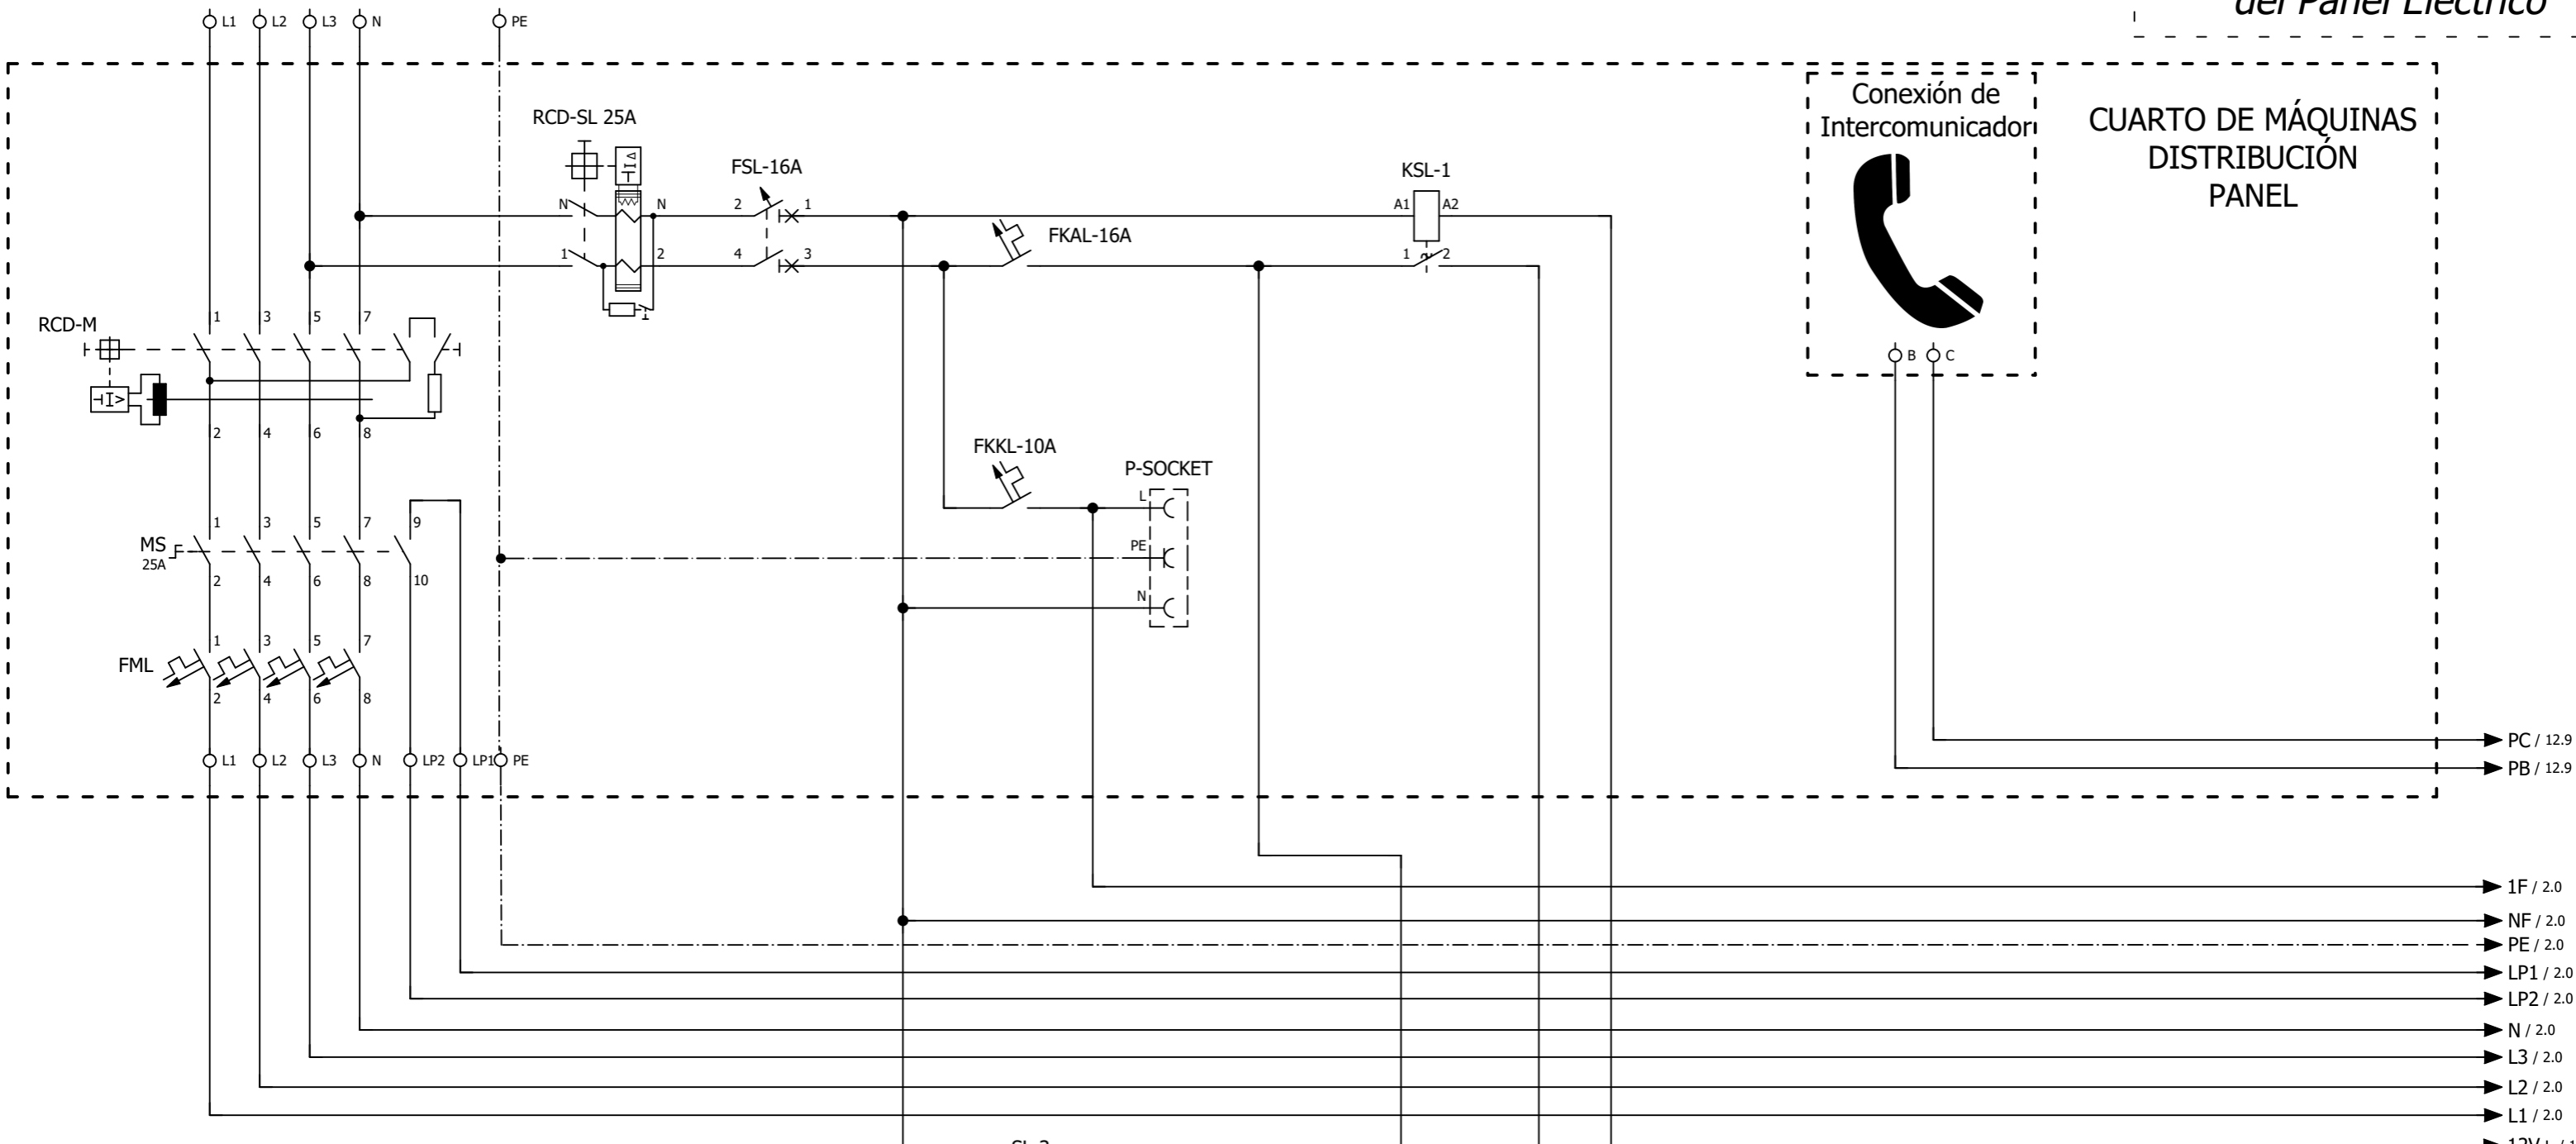 del Panel Eléctrico
L1 L2 L3 N PE
Conexión de
Intercomunicador
CUARTO DE MÁQUINAS
DISTRIBUCIÓN
PANEL
RCD-SL 25A
FSL-16A
KSL-1
N N 2 1 A1 A2
FKAL-16A
1 2 4 3 1 2
RCD-M
1 3 5 7
B C
2 4 6 8
FKKL-10A
P-SOCKET
L
1 3 5 7 9
MS
25A
PE
2 4 6 8 10
N
1 3 5 7
FML
2 4 6 8
L1 L2 L3 N LP2 LP1 PE
PC / 12.9
PB / 12.9
1F / 2.0
NF / 2.0
PE / 2.0
LP1 / 2.0
LP2 / 2.0
N / 2.0
L3 / 2.0
L2 / 2.0
L1 / 2.0